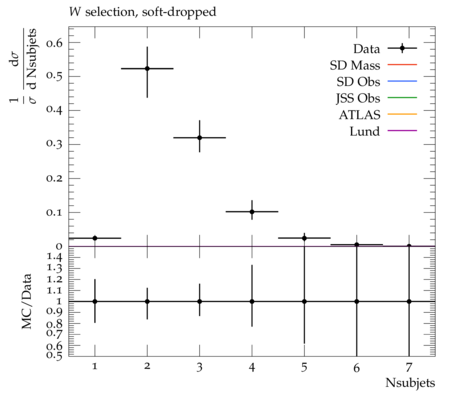 W selection, soft-dropped
1/σ dσ/d Nsubjets
0.6
0.5
0.4
0.3
0.2
0.1
0
Data
SD Mass
SD Obs
JSS Obs
ATLAS
Lund
MC/Data
1.4
1.3
1.2
1.1
1
0.9
0.8
0.7
0.6
0.5
1 2 3 4 5 6 7
Nsubjets